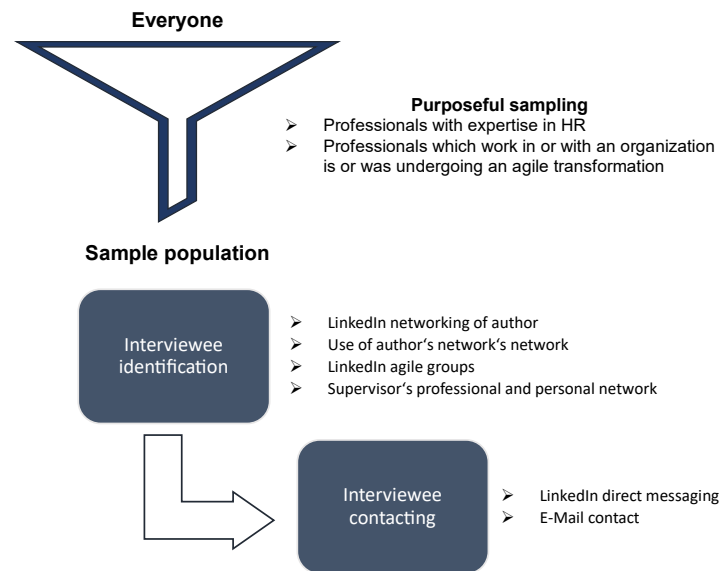 Everyone
Purposeful sampling
➢ Professionals with expertise in HR
➢ Professionals which work in or with an organization
is or was undergoing an agile transformation
Sample population
Interviewee
identification
➢ LinkedIn networking of author
➢ Use of author‘s network‘s network
➢ LinkedIn agile groups
➢ Supervisor‘s professional and personal network
Interviewee
contacting
➢ LinkedIn direct messaging
➢ E-Mail contact